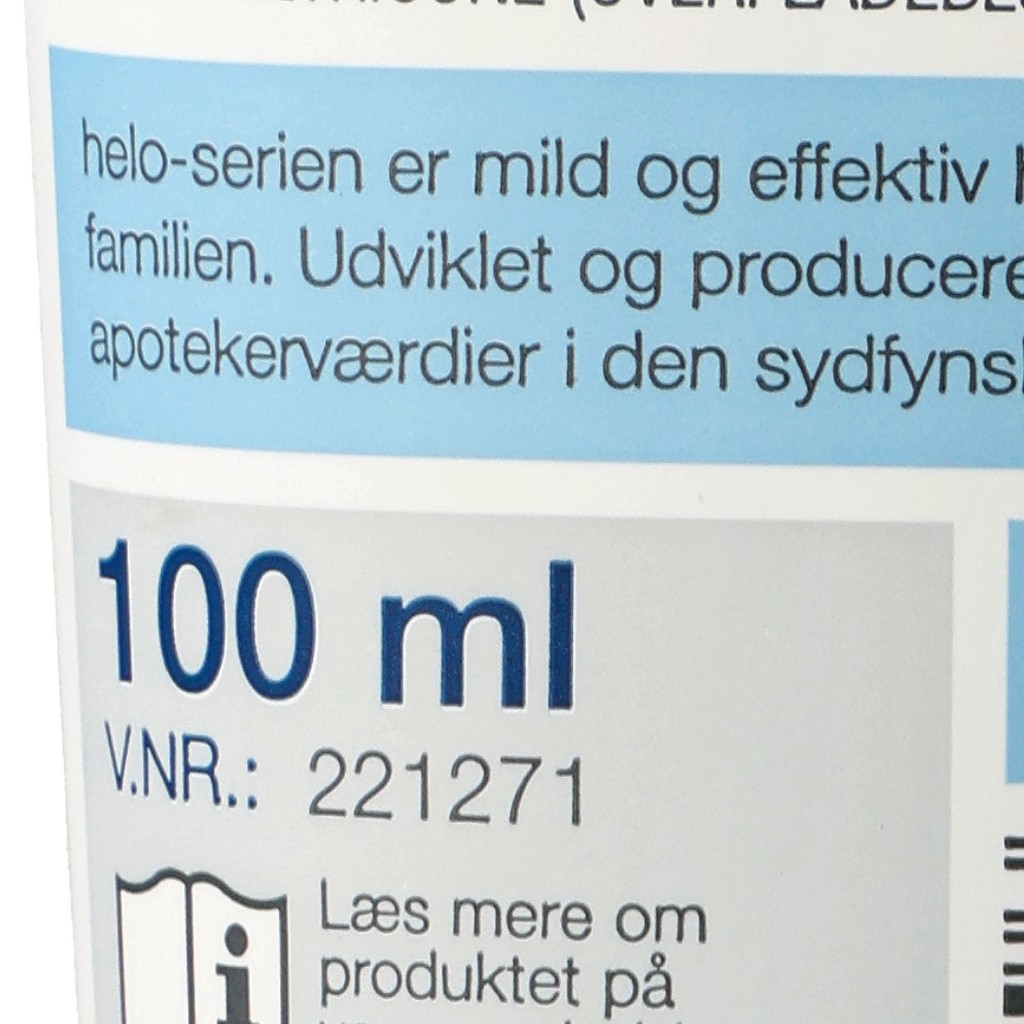 helo-serien er mild og effektiv
familien. Udviklet og producere
apotekerværdier i den sydfyns
100 ml
V.NR.: 221271
Læs mere om
produktet på